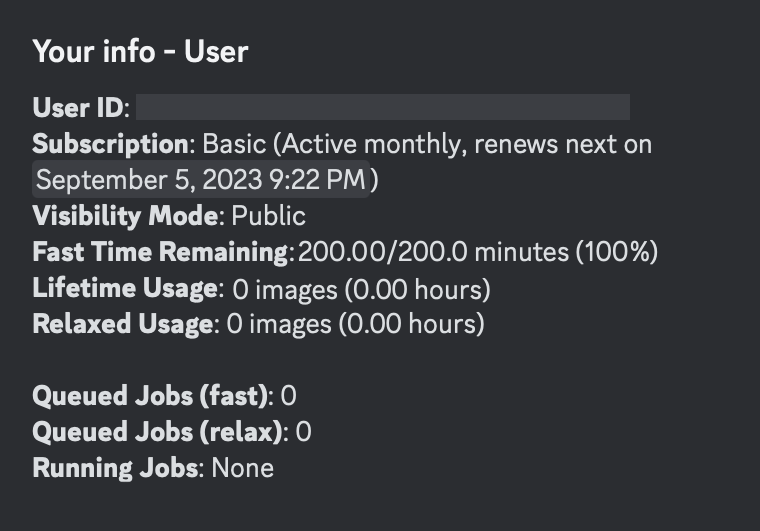 Your info - User
User ID:
Subscription: Basic (Active monthly, renews next on
September 5, 2023 9:22 PM)
Visibility Mode: Public
Fast Time Remaining: 200.00/200.0 minutes (100%)
Lifetime Usage: 0 images (0.00 hours)
Relaxed Usage: 0 images (0.00 hours)
Queued Jobs (fast): 0
Queued Jobs (relax): 0
Running Jobs: None